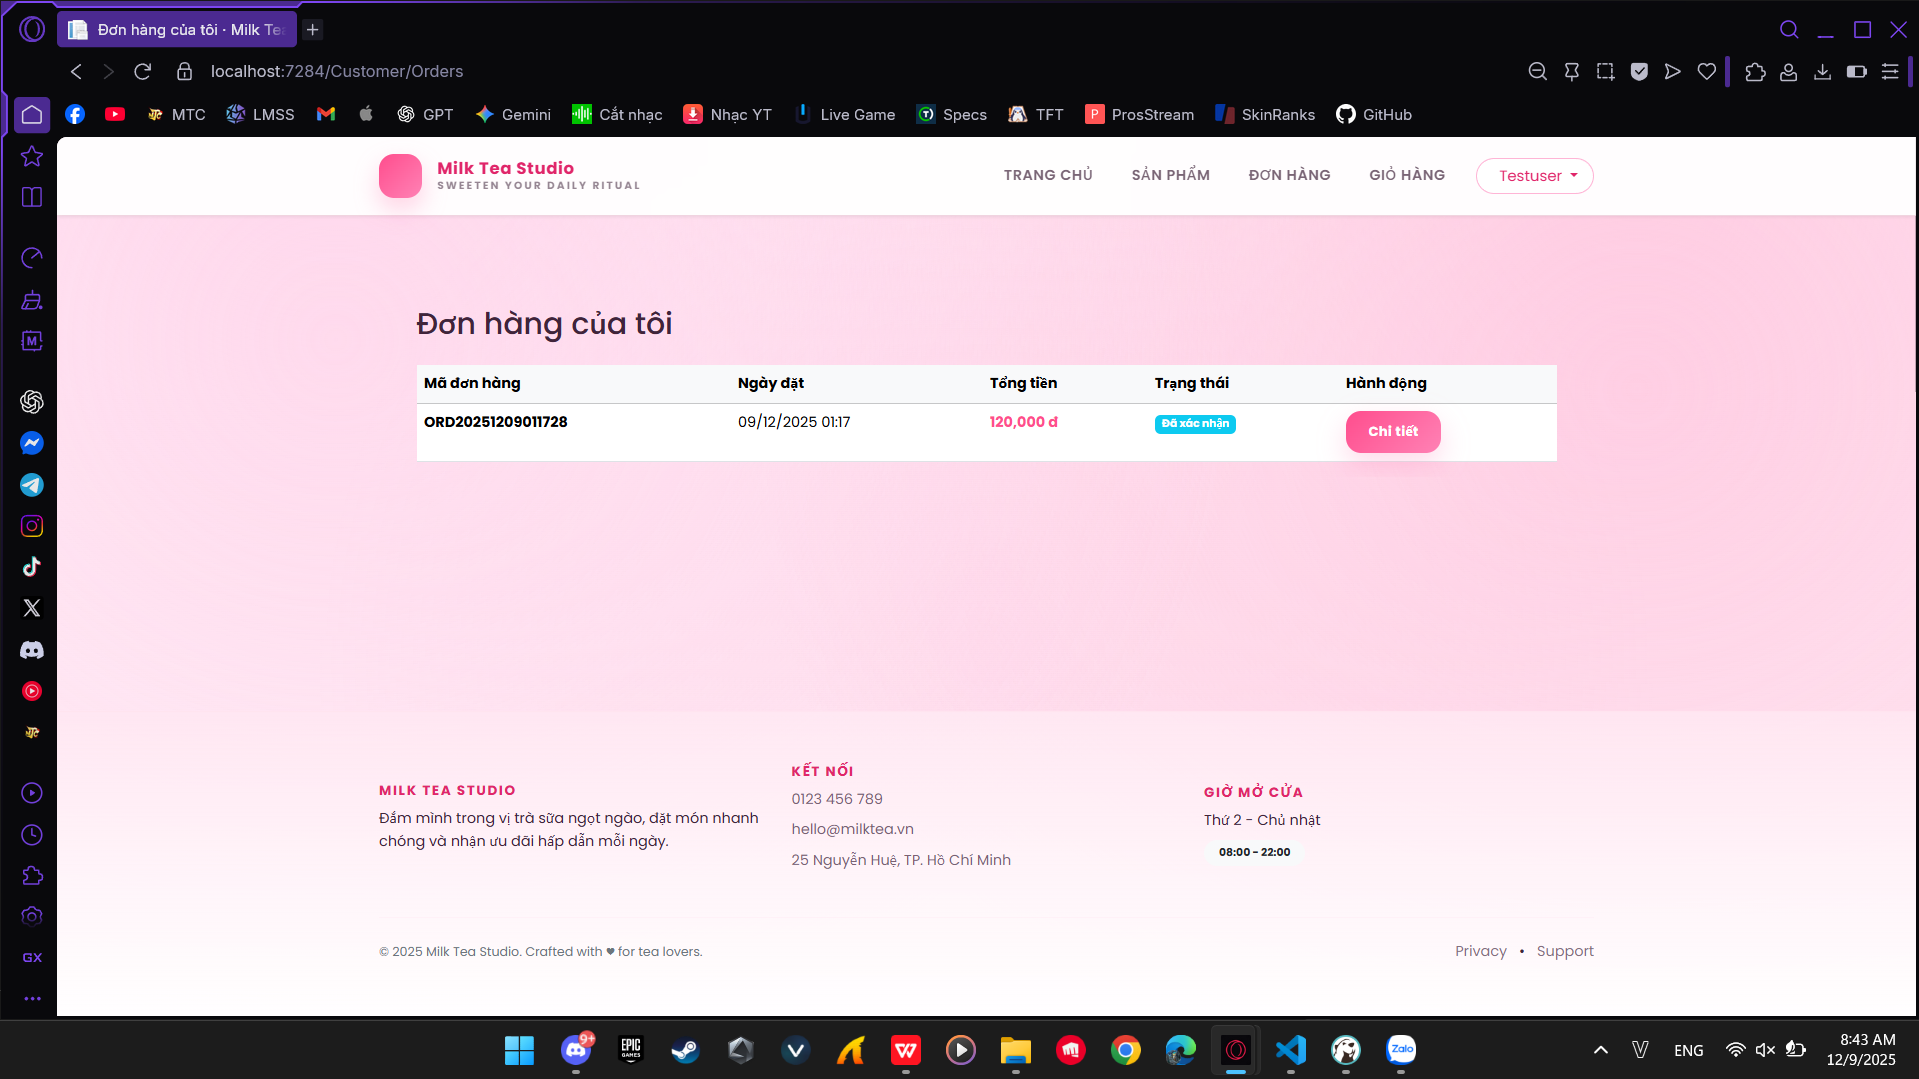 Đơn hàng của tôi · Milk Te
localhost:7284/Customer/Orders
MTC
LMSS
GPT
Gemini
Cắt nhạc
Nhạc YT
Live Game
Specs
TFT
P ProsStream
SkinRanks
GitHub
Milk Tea Studio
SWEETEN YOUR DAILY RITUAL
TRANG CHỦ
SẢN PHẨM
ĐƠN HÀNG
GIỎ HÀNG
Testuser
Đơn hàng của tôi
Mã đơn hàng Ngày đặt Tổng tiền Trạng thái Hành động
ORD20251209011728 09/12/2025 01:17 120,000 đ Đã xác nhận Chi tiết
MILK TEA STUDIO
Đắm mình trong vị trà sữa ngọt ngào, đặt món nhanh
chóng và nhận ưu đãi hấp dẫn mỗi ngày.
KẾT NỐI
0123 456 789
hello@milktea.vn
25 Nguyễn Huệ, TP. Hồ Chí Minh
GIỜ MỞ CỬA
Thứ 2 - Chủ nhật
08:00 - 22:00
© 2025 Milk Tea Studio. Crafted with ♥ for tea lovers.
Privacy • Support
M
GX
9+
EPIC
GAMES
Zalo
V
ENG
8:43 AM
12/9/2025